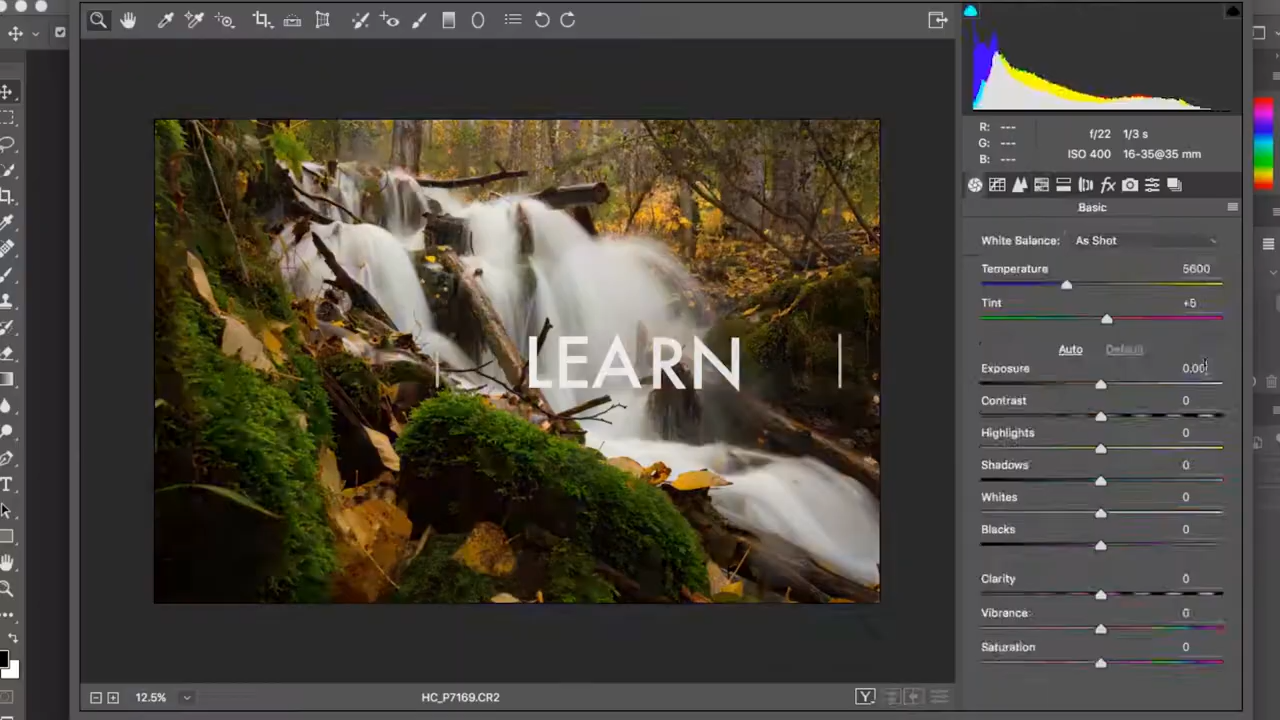 R: ---
G: ---
B: ---
f/22 1/3 s
ISO 400 16-35@35 mm
fx
Basic
White Balance: As Shot
Temperature 5600
Tint +5
Auto Default
Exposure 0.00
Contrast 0
Highlights 0
Shadows 0
Whites 0
Blacks 0
Clarity 0
Vibrance 0
Saturation 0
LEARN
12.5%
HC_P7169.CR2
Y
T